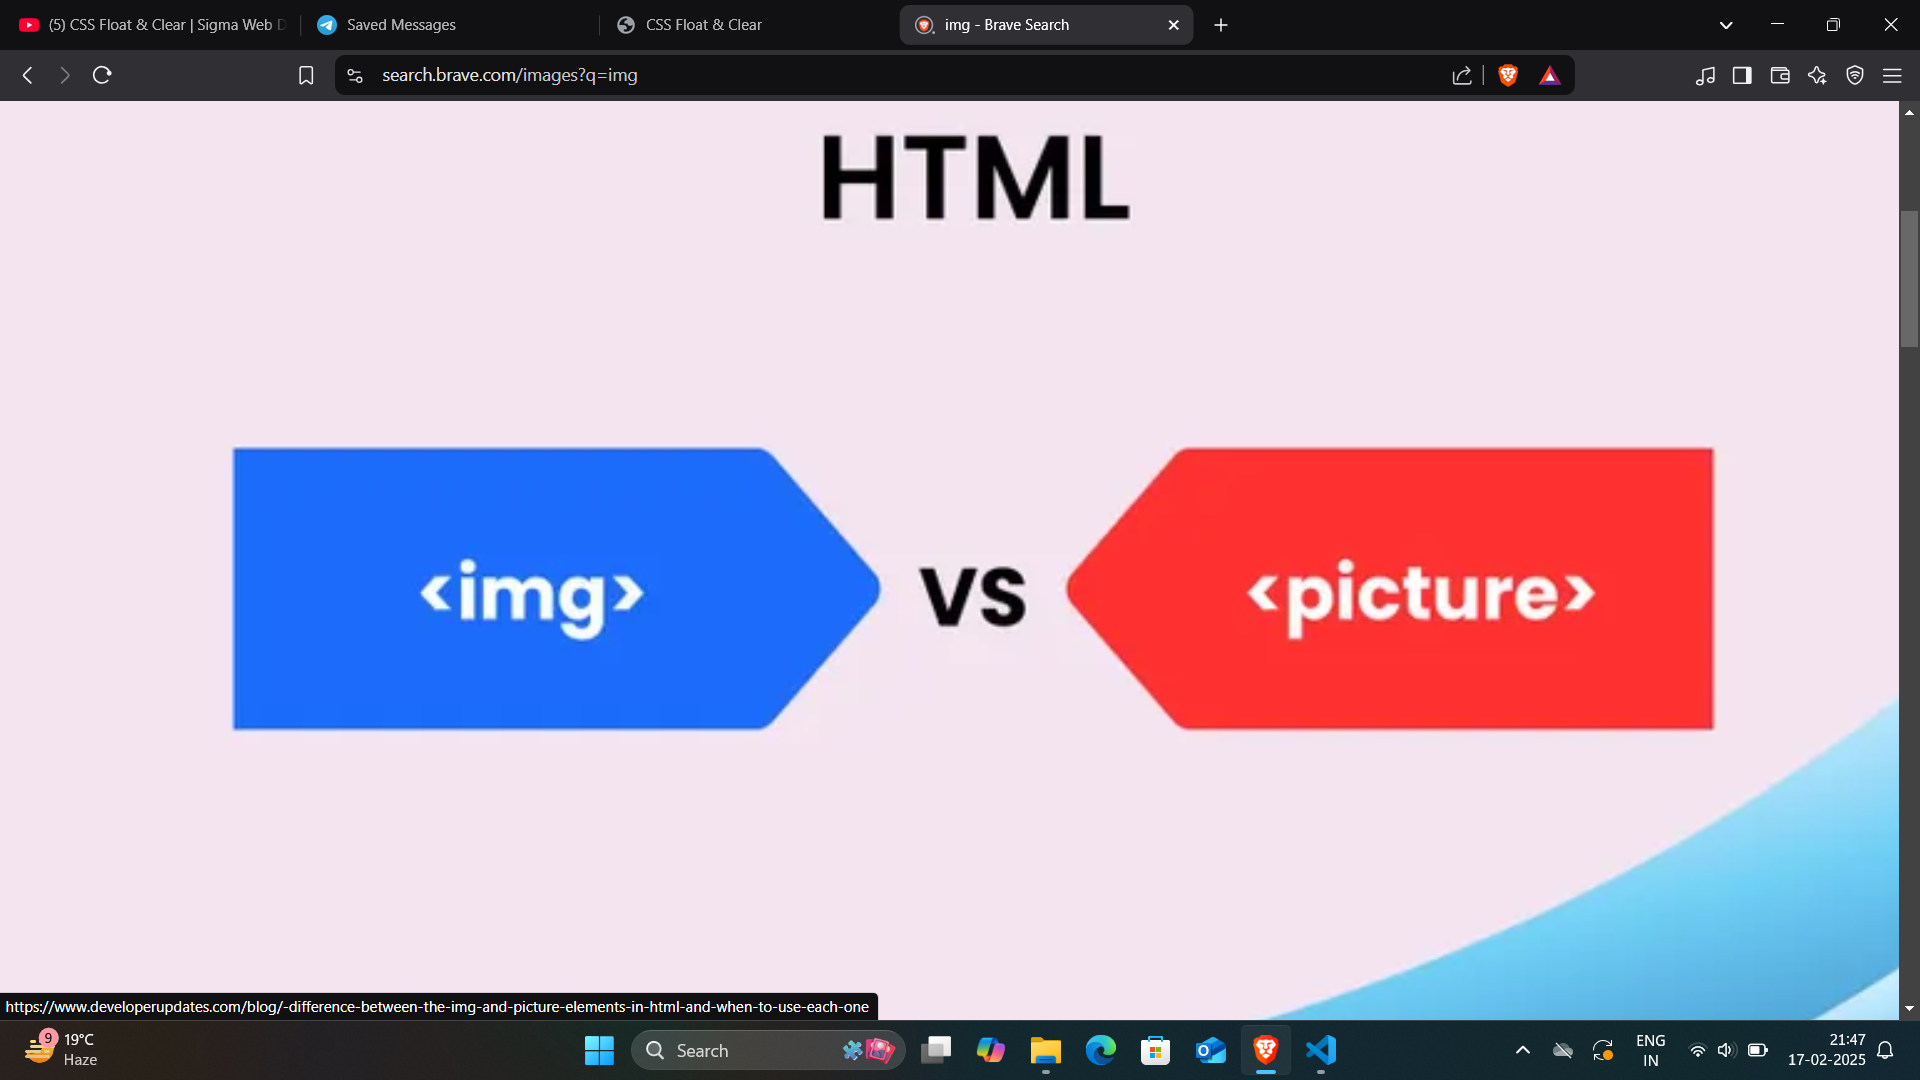 (5) CSS Float & Clear | Sigma Web D
Saved Messages
CSS Float & Clear
img - Brave Search
search.brave.com/images?q=img
HTML
<img>
VS
<picture>
https://www.developerupdates.com/blog/-difference-between-the-img-and-picture-elements-in-html-and-when-to-use-each-one
9
19°C
Haze
Search
ENG
IN
21:47
17-02-2025